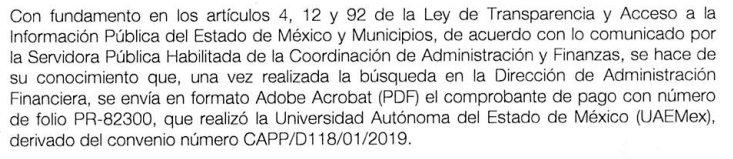 Con fundamento en los artículos 4, 12 y 92 de la Ley de Transparencia y Acceso a la
Información Pública del Estado de México y Municipios, de acuerdo con lo comunicado por
la Servidora Pública Habilitada de la Coordinación de Administración y Finanzas, se hace de
su conocimiento que, una vez realizada la búsqueda en la Dirección de Administración
Financiera, se envía en formato Adobe Acrobat (PDF) el comprobante de pago con número
de folio PR-82300, que realizó la Universidad Autónoma del Estado de México (UAEMex),
derivado del convenio número CAPP/D118/01/2019.